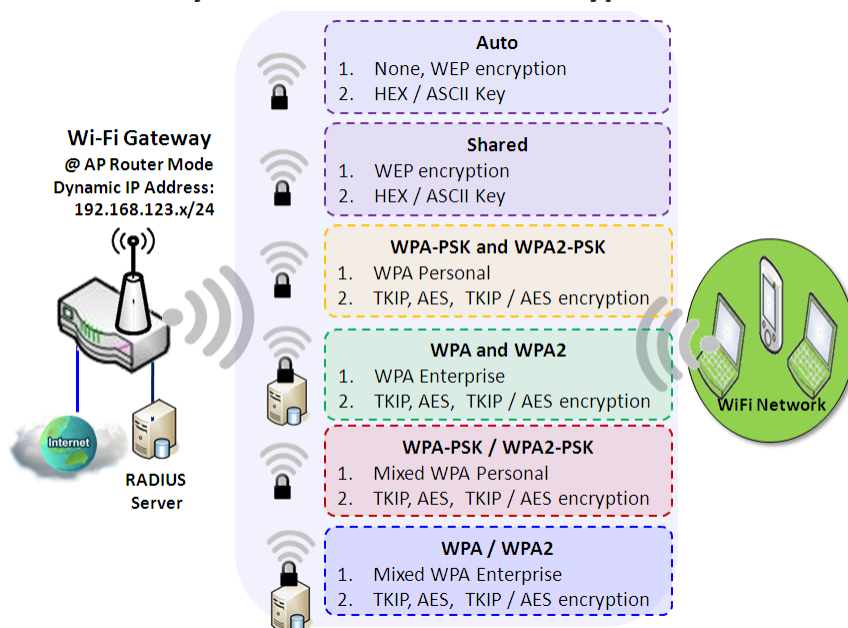 Auto
1. None, WEP encryption
2. HEX / ASCII Key
Wi-Fi Gateway
@ AP Router Mode
Dynamic IP Address:
192.168.123.x/24
Shared
1. WEP encryption
2. HEX / ASCII Key
WPA-PSK and WPA2-PSK
1. WPA Personal
2. TKIP, AES, TKIP / AES encryption
WPA and WPA2
1. WPA Enterprise
2. TKIP, AES, TKIP / AES encryption
WiFi Network
Internet
RADIUS
Server
WPA-PSK / WPA2-PSK
1. Mixed WPA Personal
2. TKIP, AES, TKIP / AES encryption
WPA / WPA2
1. Mixed WPA Enterprise
2. TKIP, AES, TKIP / AES encryption